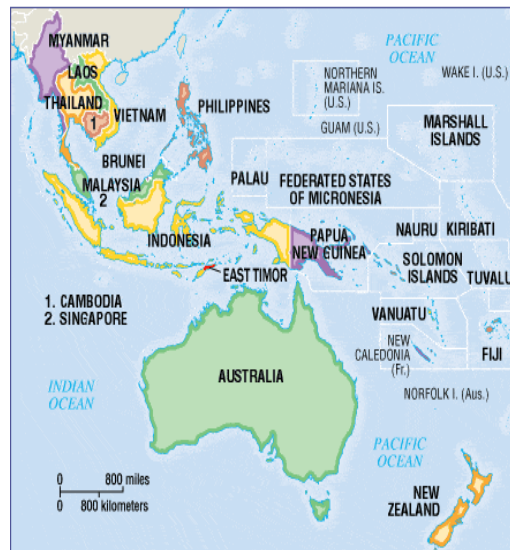 MYANMAR
LAOS
THAILAND
1
VIETNAM
PHILIPPINES
PACIFIC
OCEAN
NORTHERN
MARIANA IS.
(U.S.)
WAKE I. (U.S.)
GUAM (U.S.)
MARSHALL
ISLANDS
BRUNEI
MALAYSIA
2
PALAU
FEDERATED STATES
OF MICRONESIA
INDONESIA
PAPUA
NEW GUINEA
NAURU
KIRIBATI
SOLOMON
ISLANDS
TUVALU
EAST TIMOR
1. CAMBODIA
2. SINGAPORE
VANUATU
NEW
CALEDONIA
(Fr.)
FIJI
AUSTRALIA
INDIAN
OCEAN
NORFOLK I. (Aus.)
PACIFIC
OCEAN
0 800 miles
0 800 kilometers
NEW
ZEALAND